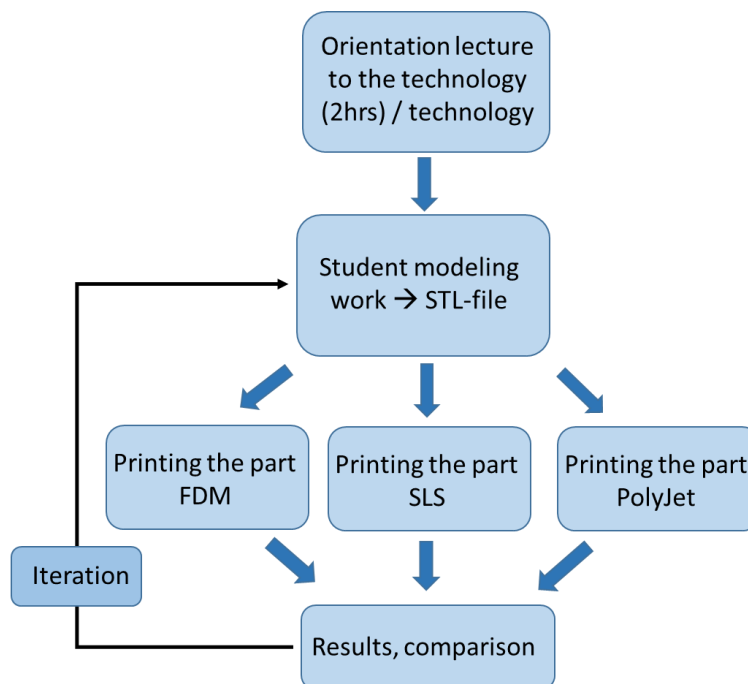 Orientation lecture
to the technology
(2hrs) / technology
Student modeling
work → STL-file
Printing the part
FDM
Printing the part
SLS
Printing the part
PolyJet
Iteration
Results, comparison